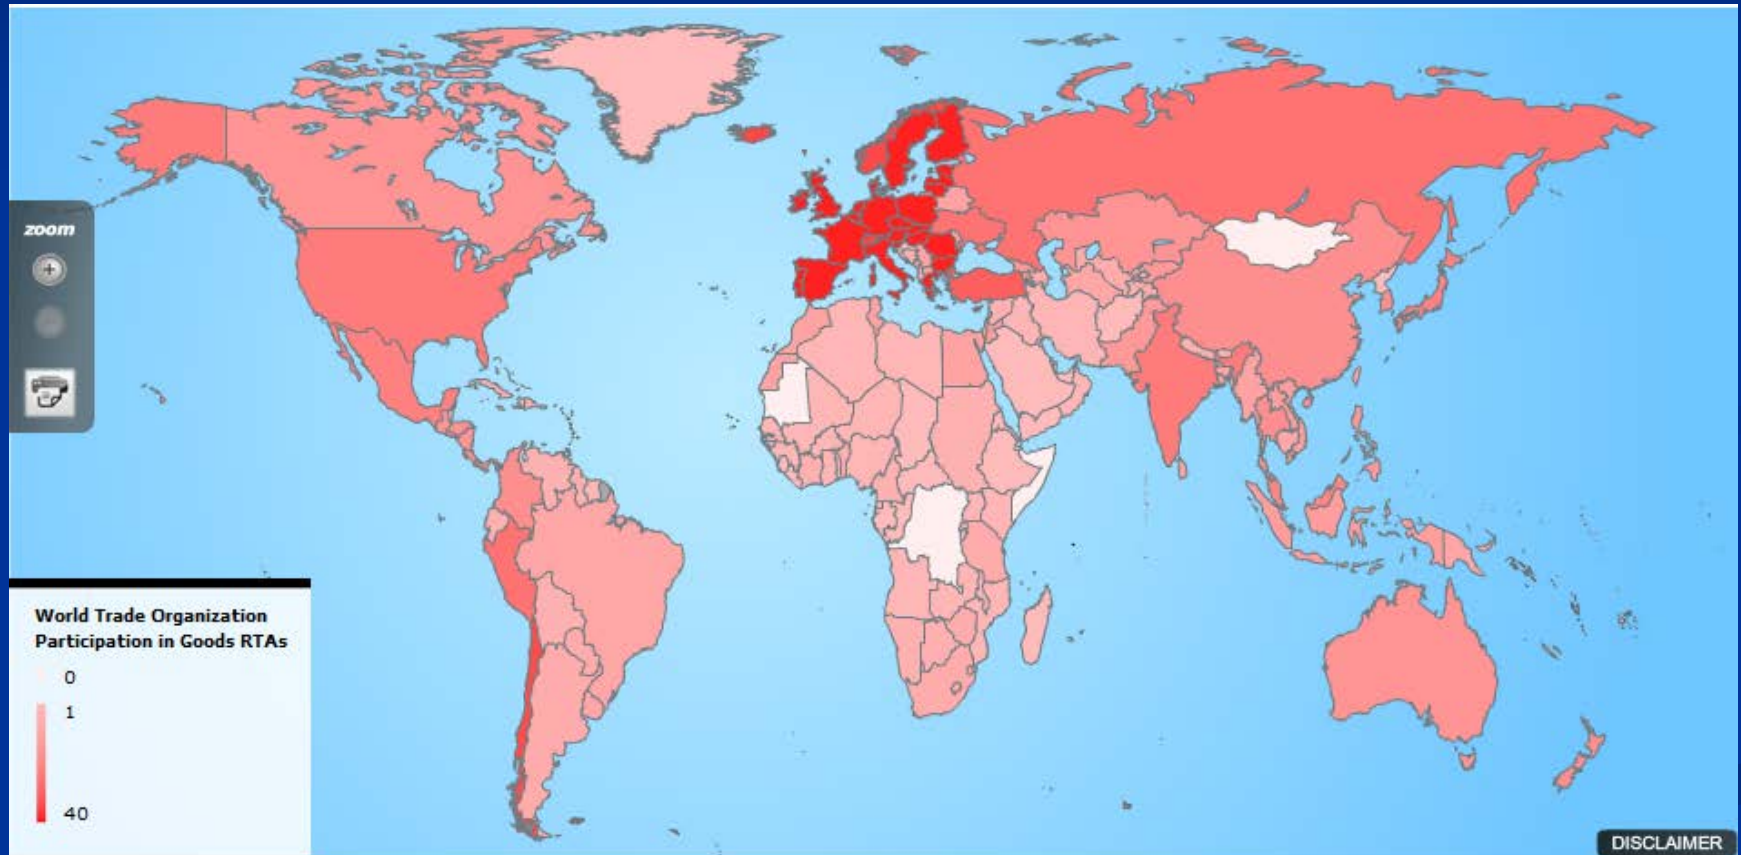 zoom
World Trade Organization
Participation in Goods RTAs
0
1
40
DISCLAIMER